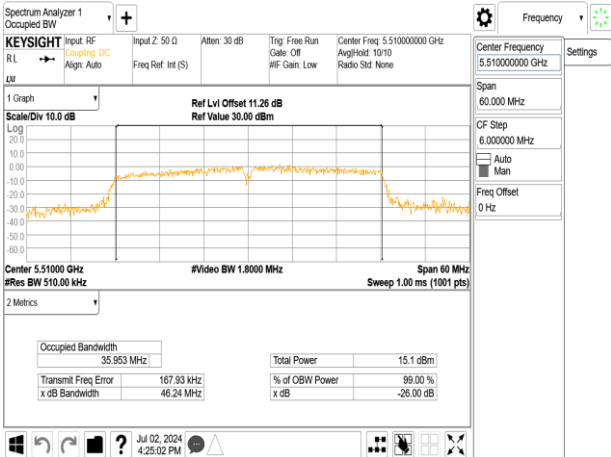 Spectrum Analyzer 1
Occupied BW
Frequency
KEYSIGHT
Input: RF
Coupling: DC
Align: Auto
Input Z: 50 Ω
Freq Ref: Int (S)
Atten: 30 dB
Trig: Free Run
Gate: Off
#IF Gain: Low
Center Freq: 5.510000000 GHz
Avg|Hold: 10/10
Radio Std: None
RL
LXI
Center Frequency
5.510000000 GHz
Settings
Span
60.000 MHz
CF Step
6.000000 MHz
Auto
Man
Freq Offset
0 Hz
1 Graph
Ref Lvl Offset 11.26 dB
Scale/Div 10.0 dB
Ref Value 30.00 dBm
Log
20.0
10.0
0.00
-10.0
-20.0
-30.0
-40.0
-50.0
-60.0
Center 5.51000 GHz
#Video BW 1.8000 MHz
Span 60 MHz
#Res BW 510.00 kHz
Sweep 1.00 ms (1001 pts)
2 Metrics
Occupied Bandwidth
35.953 MHz
Total Power 15.1 dBm
Transmit Freq Error 167.93 kHz
% of OBW Power 99.00 %
x dB Bandwidth 46.24 MHz
x dB -26.00 dB
Jul 02, 2024
4:25:02 PM